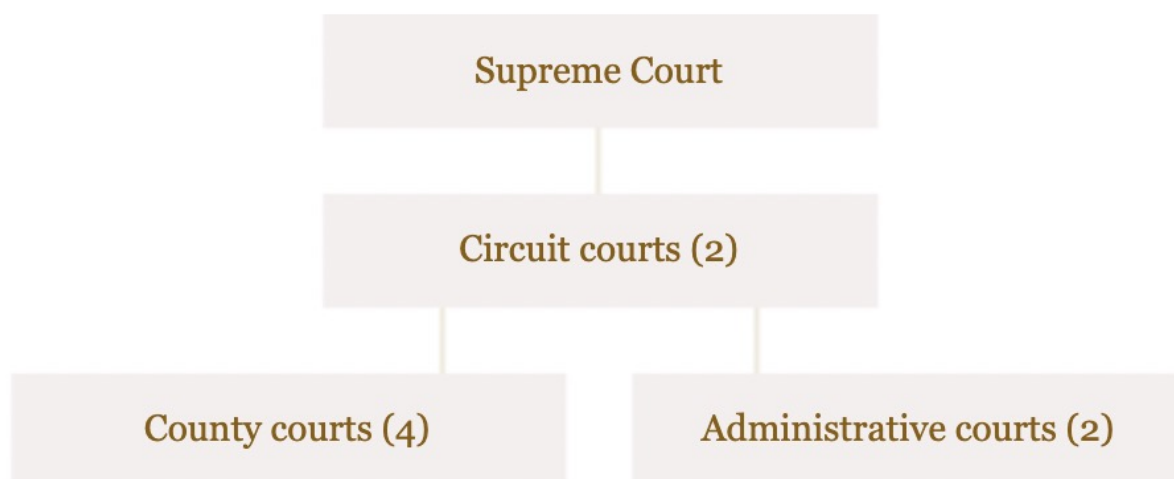 Supreme Court
Circuit courts (2)
County courts (4)
Administrative courts (2)